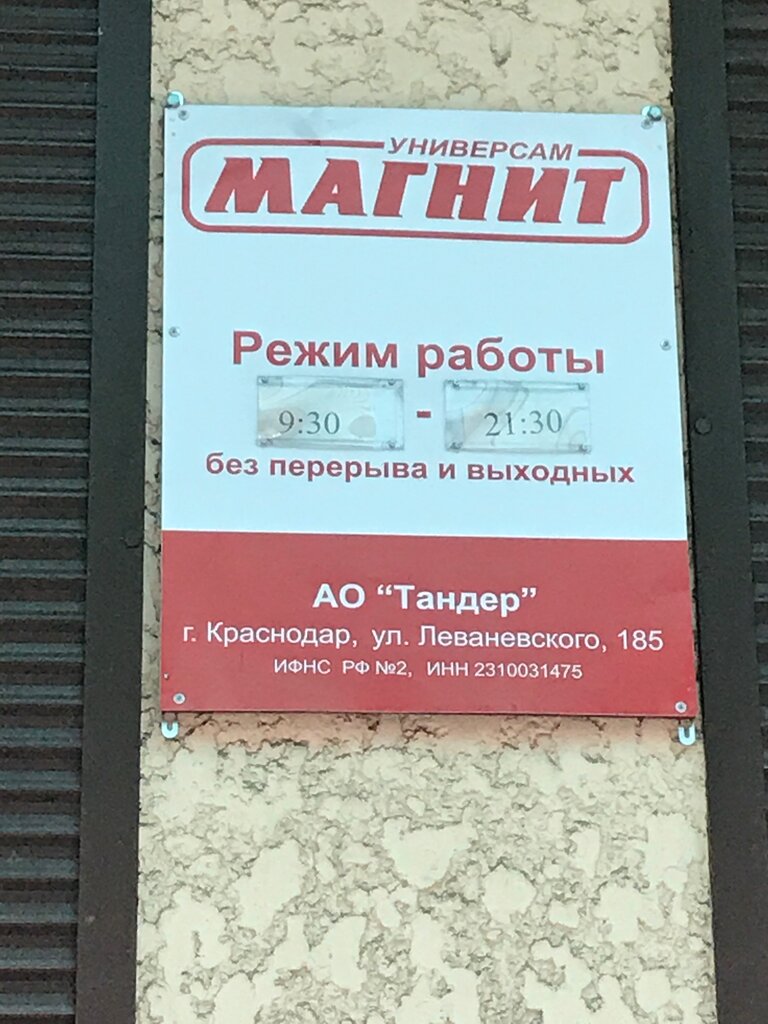 УНИВЕРСАМ
МАГНИТ
Режим работы
9:30 - 21:30
без перерыва и выходных
АО “Тандер”
г. Краснодар, ул. Леваневского, 185
ИФНС РФ №2, ИНН 2310031475